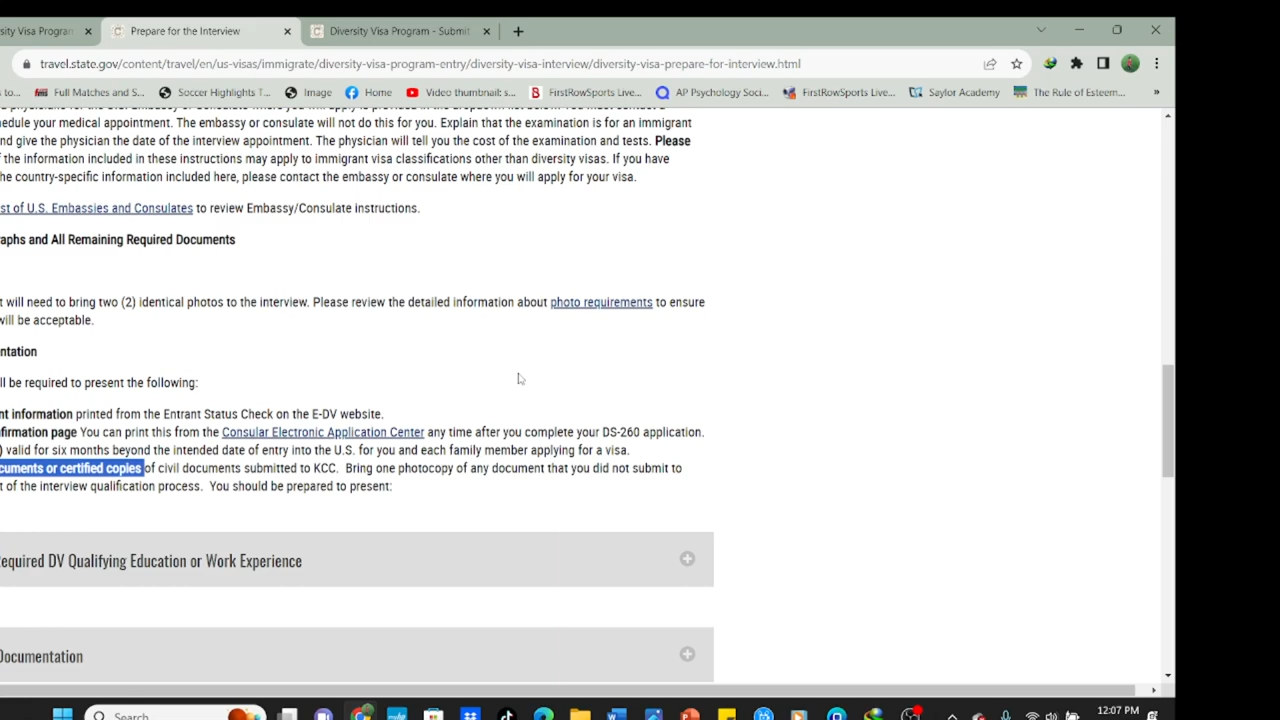 sity Visa Program
Prepare for the Interview
Diversity Visa Program - Submit
travel.state.gov/content/travel/en/us-visas/immigrate/diversity-visa-program-entry/diversity-visa-interview/diversity-visa-prepare-for-interview.html
s to...
Full Matches and S...
Soccer Highlights T...
Image
Home
Video thumbnail: s...
FirstRowSports Live...
AP Psychology Soci...
FirstRowSports Live...
Saylor Academy
The Rule of Esteem...
»
edule your medical appointment. The embassy or consulate will not do this for you. Explain that the examination is for an immigrant
nd give the physician the date of the interview appointment. The physician will tell you the cost of the examination and tests. Please
f the information included in these instructions may apply to immigrant visa classifications other than diversity visas. If you have
he country-specific information included here, please contact the embassy or consulate where you will apply for your visa.
st of U.S. Embassies and Consulates to review Embassy/Consulate instructions.
raphs and All Remaining Required Documents
t will need to bring two (2) identical photos to the interview. Please review the detailed information about photo requirements to ensure
will be acceptable.
entation
ll be required to present the following:
nt information printed from the Entrant Status Check on the E-DV website.
firmation page You can print this from the Consular Electronic Application Center any time after you complete your DS-260 application.
) valid for six months beyond the intended date of entry into the U.S. for you and each family member applying for a visa.
cuments or certified copies of civil documents submitted to KCC. Bring one photocopy of any document that you did not submit to
t of the interview qualification process. You should be prepared to present:
Required DV Qualifying Education or Work Experience
Documentation
Search
12:07 PM